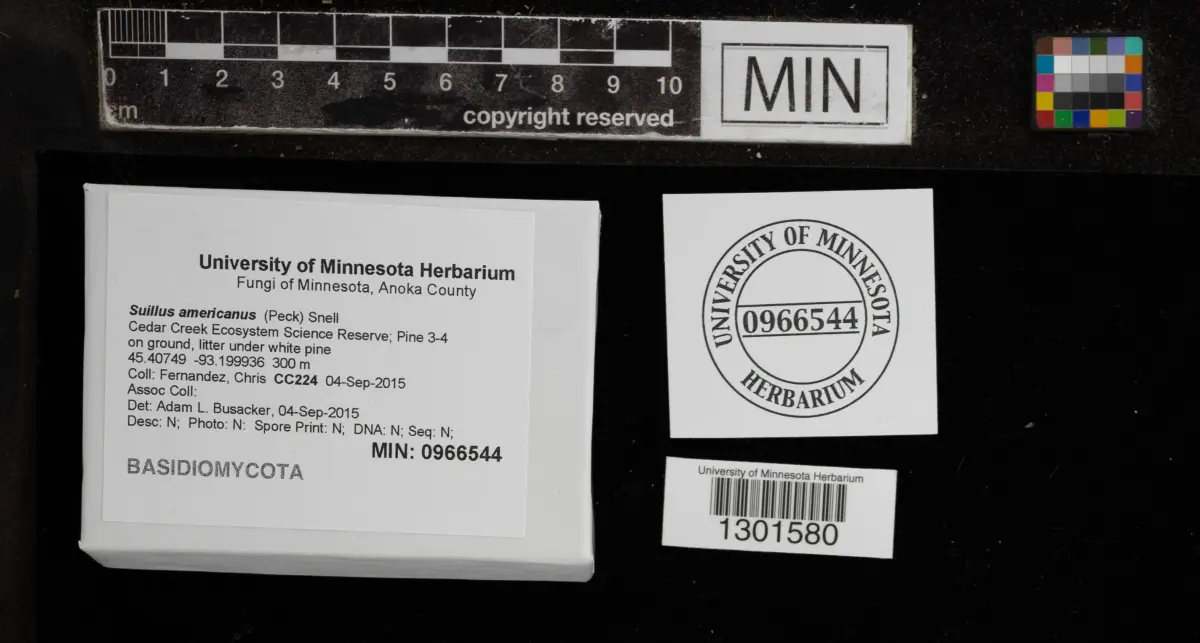 0 1 2 3 4 5 6 7 8 9 10
cm
copyright reserved
MIN
University of Minnesota Herbarium
Fungi of Minnesota, Anoka County
Suillus americanus (Peck) Snell
Cedar Creek Ecosystem Science Reserve; Pine 3-4
on ground, litter under white pine
45.40749 -93.199936 300 m
Coll: Fernandez, Chris CC224 04-Sep-2015
Assoc Coll:
Det: Adam L. Busacker, 04-Sep-2015
Desc: N; Photo: N: Spore Print: N; DNA: N; Seq: N;
MIN: 0966544
BASIDIOMYCOTA
UNIVERSITY OF MINNESOTA
0966544
HERBARIUM
University of Minnesota Herbarium
1301580